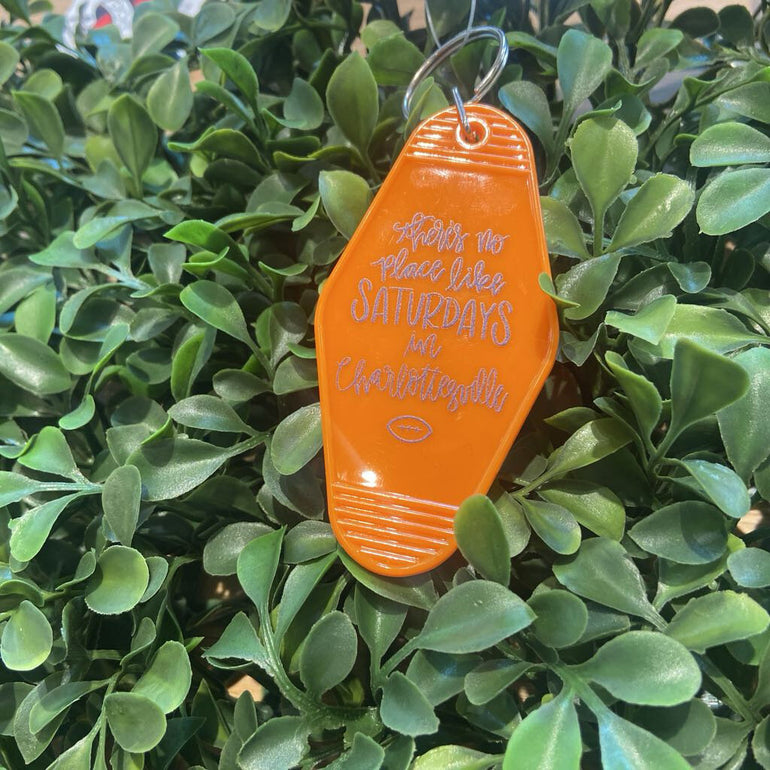 there's no
place like
SATURDAYS
in
Charlottesville